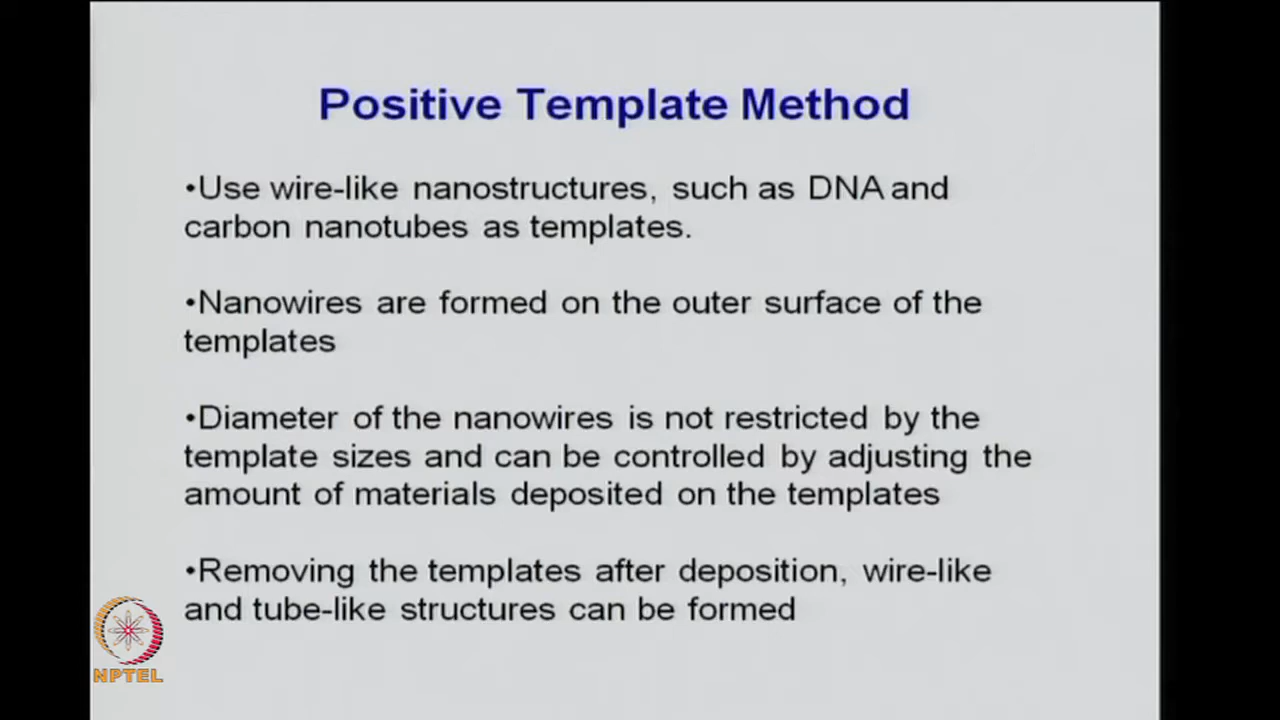 Positive Template Method
•Use wire-like nanostructures, such as DNA and
carbon nanotubes as templates.
•Nanowires are formed on the outer surface of the
templates
•Diameter of the nanowires is not restricted by the
template sizes and can be controlled by adjusting the
amount of materials deposited on the templates
•Removing the templates after deposition, wire-like
and tube-like structures can be formed
NPTEL